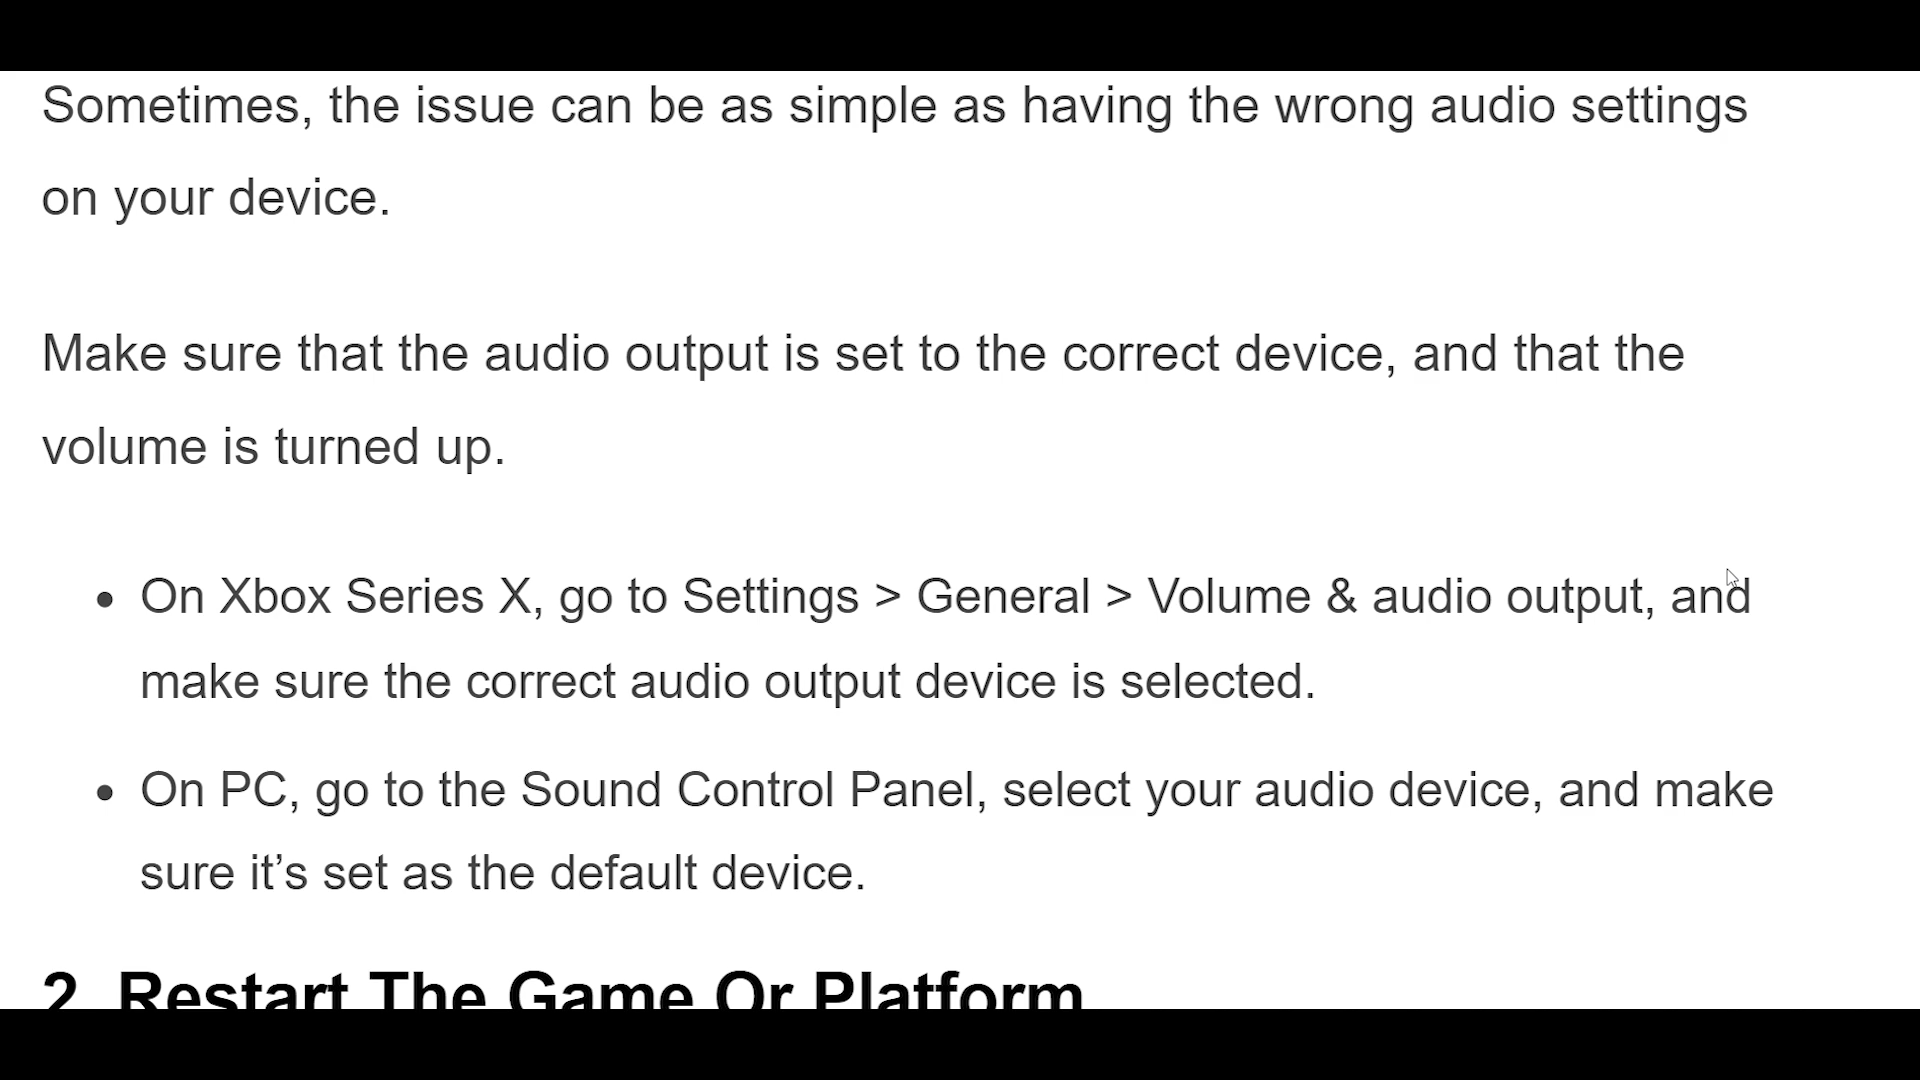 Sometimes, the issue can be as simple as having the wrong audio settings
on your device.
Make sure that the audio output is set to the correct device, and that the
volume is turned up.
• On Xbox Series X, go to Settings > General > Volume & audio output, and
make sure the correct audio output device is selected.
• On PC, go to the Sound Control Panel, select your audio device, and make
sure it’s set as the default device.
2. Restart The Game Or Platform